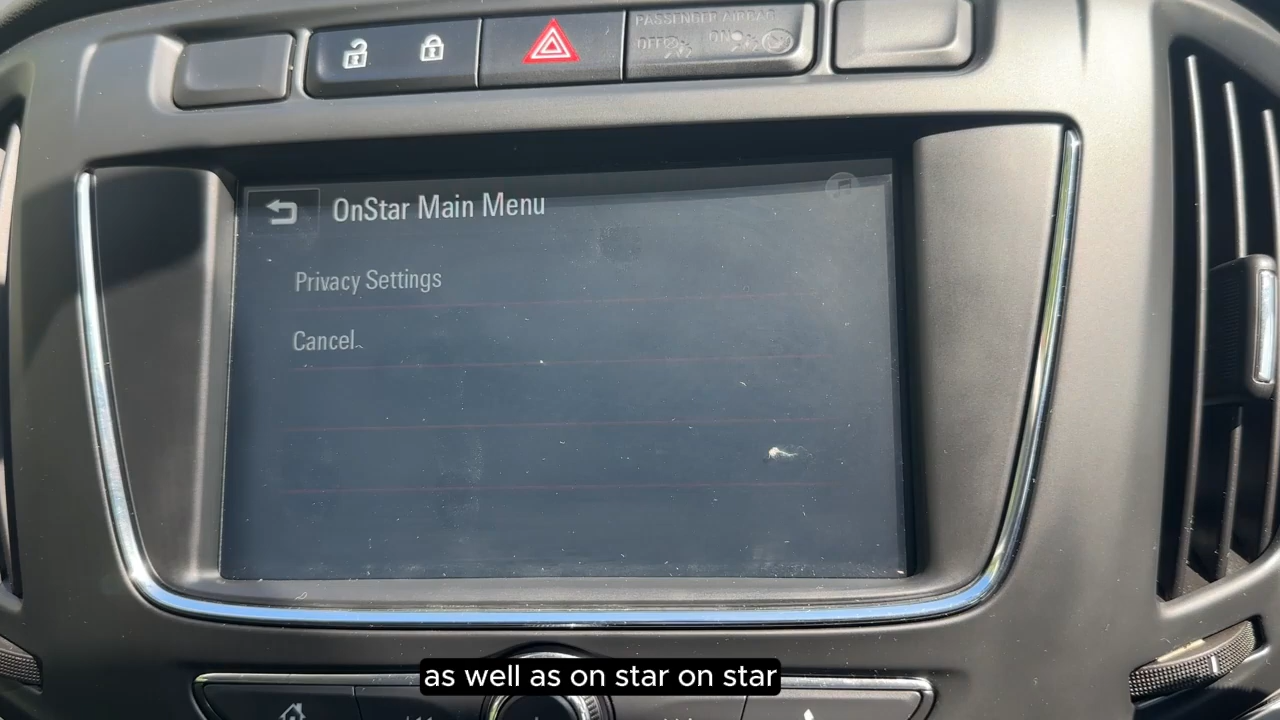 PASSENGER AIRBAG
OFF ON
OnStar Main Menu
Privacy Settings
Cancel
as well as on star on star